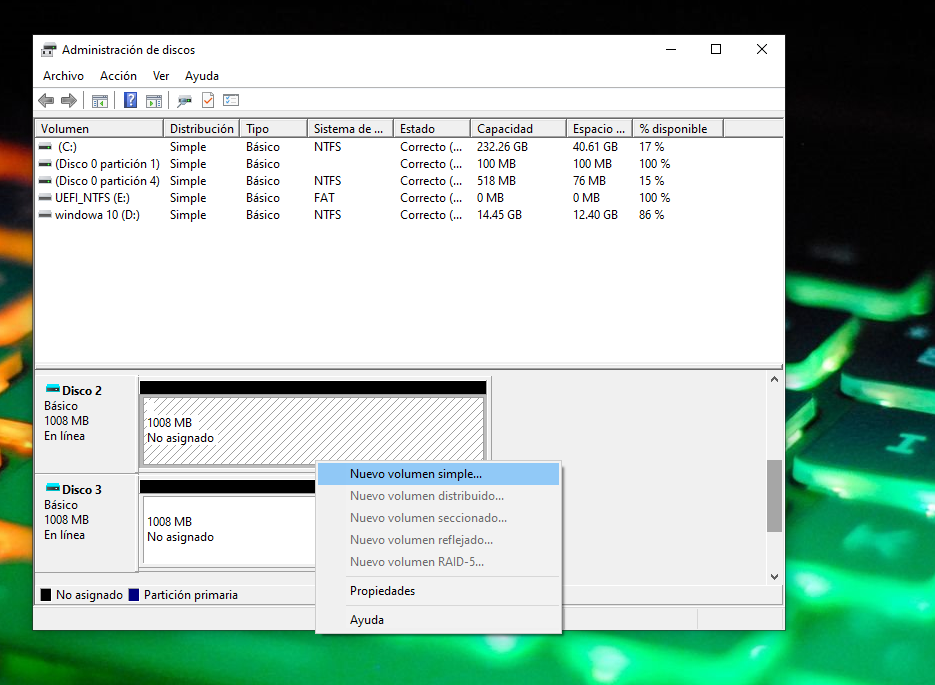 Administración de discos
Archivo Acción Ver Ayuda
Volumen Distribución Tipo Sistema de ... Estado Capacidad Espacio ... % disponible
(C:) Simple Básico NTFS Correcto (... 232.26 GB 40.61 GB 17 %
(Disco 0 partición 1) Simple Básico Correcto (... 100 MB 100 MB 100 %
(Disco 0 partición 4) Simple Básico NTFS Correcto (... 518 MB 76 MB 15 %
UEFI_NTFS (E:) Simple Básico FAT Correcto (... 0 MB 0 MB 100 %
windowa 10 (D:) Simple Básico NTFS Correcto (... 14.45 GB 12.40 GB 86 %
Disco 2
Básico
1008 MB
En línea
1008 MB
No asignado
Disco 3
Básico
1008 MB
En línea
1008 MB
No asignado
Nuevo volumen simple...
Nuevo volumen distribuido...
Nuevo volumen seccionado...
Nuevo volumen reflejado...
Nuevo volumen RAID-5...
Propiedades
Ayuda
No asignado Partición primaria
I